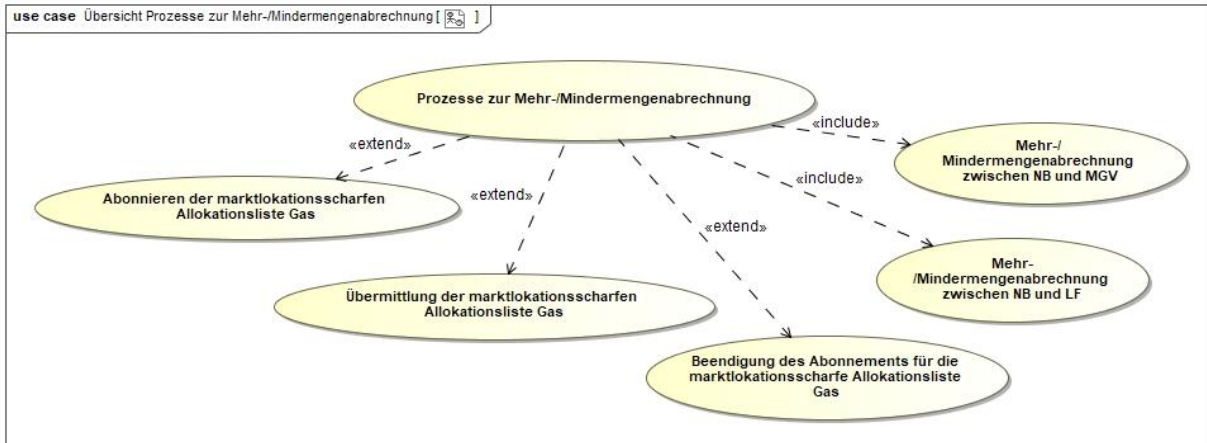 use case Übersicht Prozesse zur Mehr-/Mindermengenabrechnung [ ]
Prozesse zur Mehr-/Mindermengenabrechnung
«include»
«extend»
Mehr-/
Mindermengenabrechnung
zwischen NB und MGV
«include»
Abonnieren der marktlokationsscharfen
Allokationsliste Gas
«extend»
«extend»
Mehr-
/Mindermengenabrechnung
zwischen NB und LF
Übermittlung der marktlokationsscharfen
Allokationsliste Gas
Beendigung des Abonnements für die
marktlokationsscharfe Allokationsliste
Gas